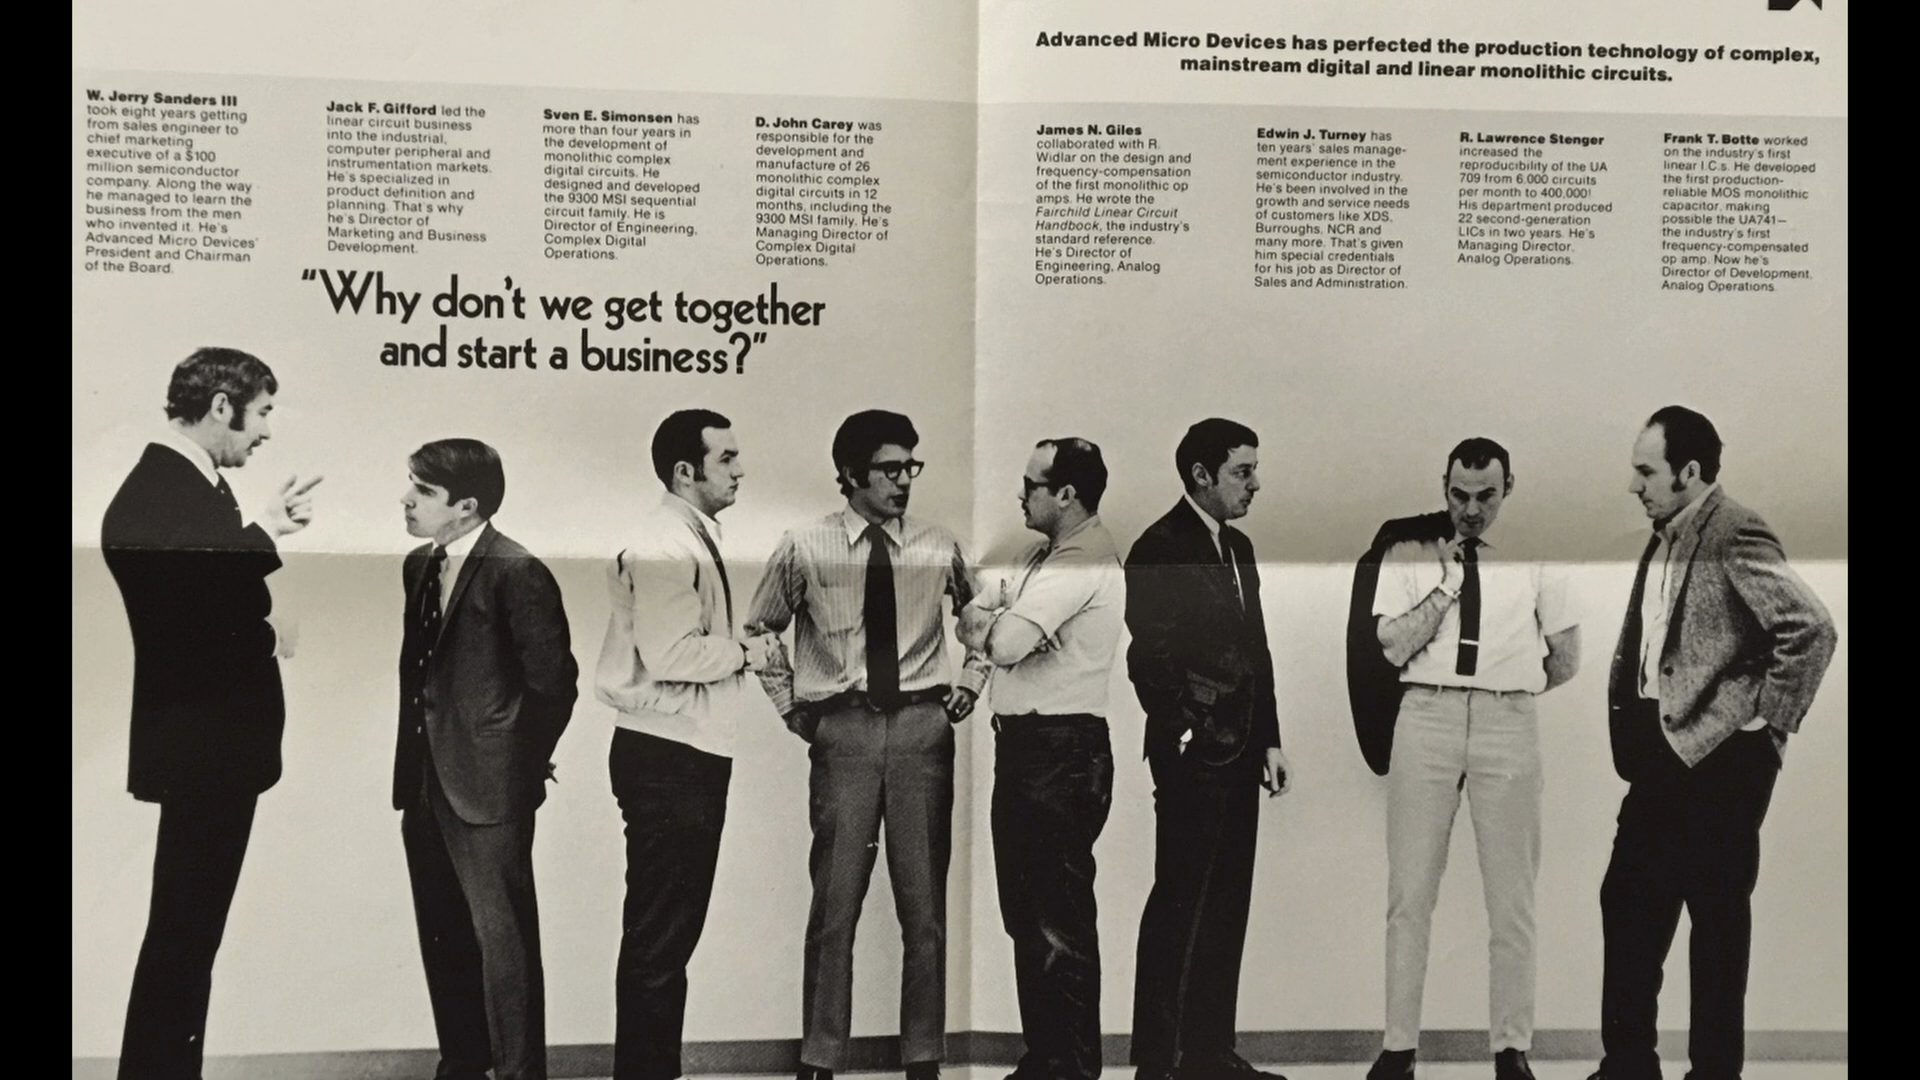 Advanced Micro Devices has perfected the production technology of complex,
mainstream digital and linear monolithic circuits.
W. Jerry Sanders III
took eight years getting
from sales engineer to
chief marketing
executive of a $100
million semiconductor
company. Along the way
he managed to learn the
business from the men
who invented it. He's
Advanced Micro Devices'
President and Chairman
of the Board.
Jack F. Gifford led the
linear circuit business
into the industrial,
computer peripheral and
instrumentation markets.
He's specialized in
product definition and
planning. That's why
he's Director of
Marketing and Business
Development.
Sven E. Simonsen has
more than four years in
the development of
monolithic complex
digital circuits. He
designed and developed
the 9300 MSI sequential
circuit family. He is
Director of Engineering,
Complex Digital
Operations.
D. John Carey was
responsible for the
development and
manufacture of 26
monolithic complex
digital circuits in 12
months, including the
9300 MSI family. He's
Managing Director of
Complex Digital
Operations.
James N. Giles
collaborated with R.
Widlar on the design and
frequency-compensation
of the first monolithic op
amps. He wrote the
Fairchild Linear Circuit
Handbook, the industry's
standard reference.
He's Director of
Engineering, Analog
Operations.
Edwin J. Turney has
ten years' sales manage-
ment experience in the
semiconductor industry.
He's been involved in the
growth and service needs
of customers like XDS,
Burroughs, NCR and
many more. That's given
him special credentials
for his job as Director of
Sales and Administration.
R. Lawrence Stenger
increased the
reproducibility of the UA
709 from 6,000 circuits
per month to 400,000!
His department produced
22 second-generation
LICs in two years. He's
Managing Director,
Analog Operations.
Frank T. Botte worked
on the industry's first
linear I.C.s. He developed
the first production-
reliable MOS monolithic
capacitor, making
possible the UA741—
the industry's first
frequency-compensated
op amp. Now he's
Director of Development,
Analog Operations.
"Why don't we get together
and start a business?"